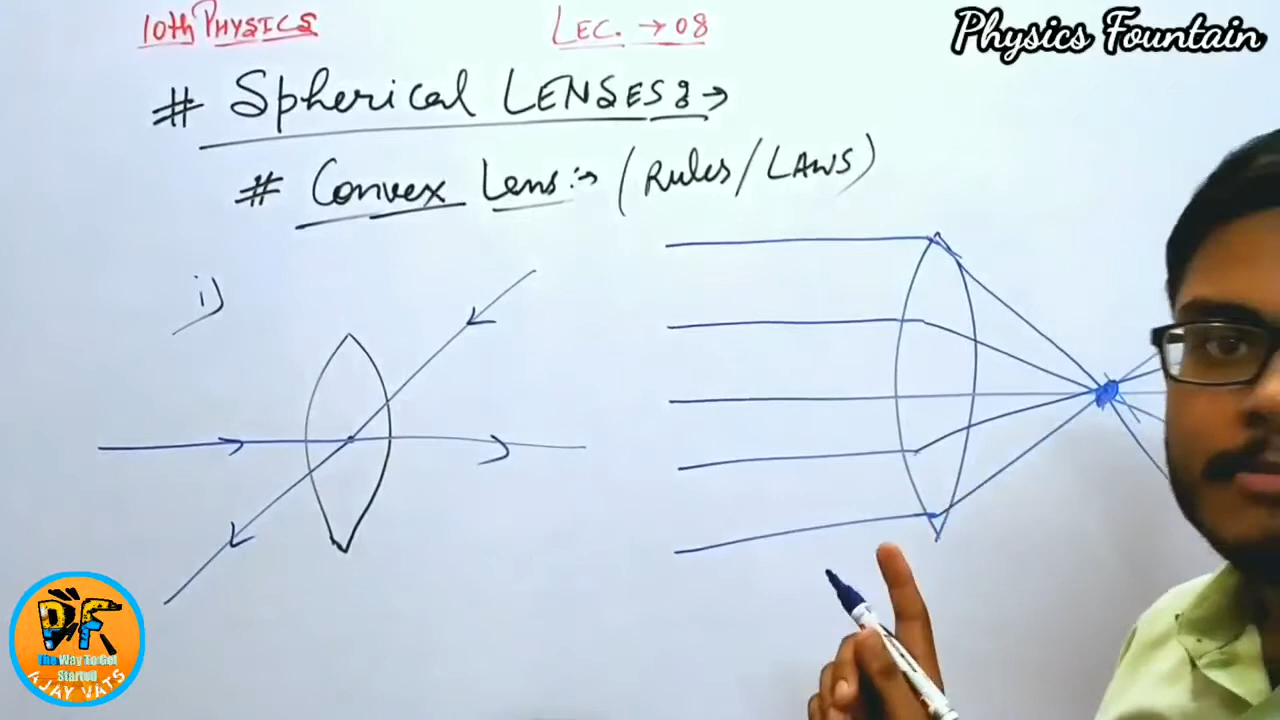 10th PHYSICS
LEC. → 08
Physics Fountain
# Spherical LENSES :→
# Convex Lens :→ (Rules/LAWS)
i)
PF
The Way To Get
Started
AJAY VATS